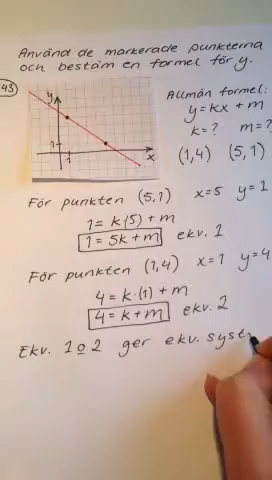 Använd de markerade punkterna
och bestäm en formel för y.
Allmän formel:
y = kx + m
k = ? m = ?
(1,4) (5,1)
y
1
1
x
För punkten (5,1) x=5 y=1
1 = k·(5) + m
1 = 5k + m ekv. 1
För punkten (1,4) x=1 y=4
4 = k·(1) + m
4 = k + m ekv. 2
Ekv. 1 o 2 ger ekv. syst